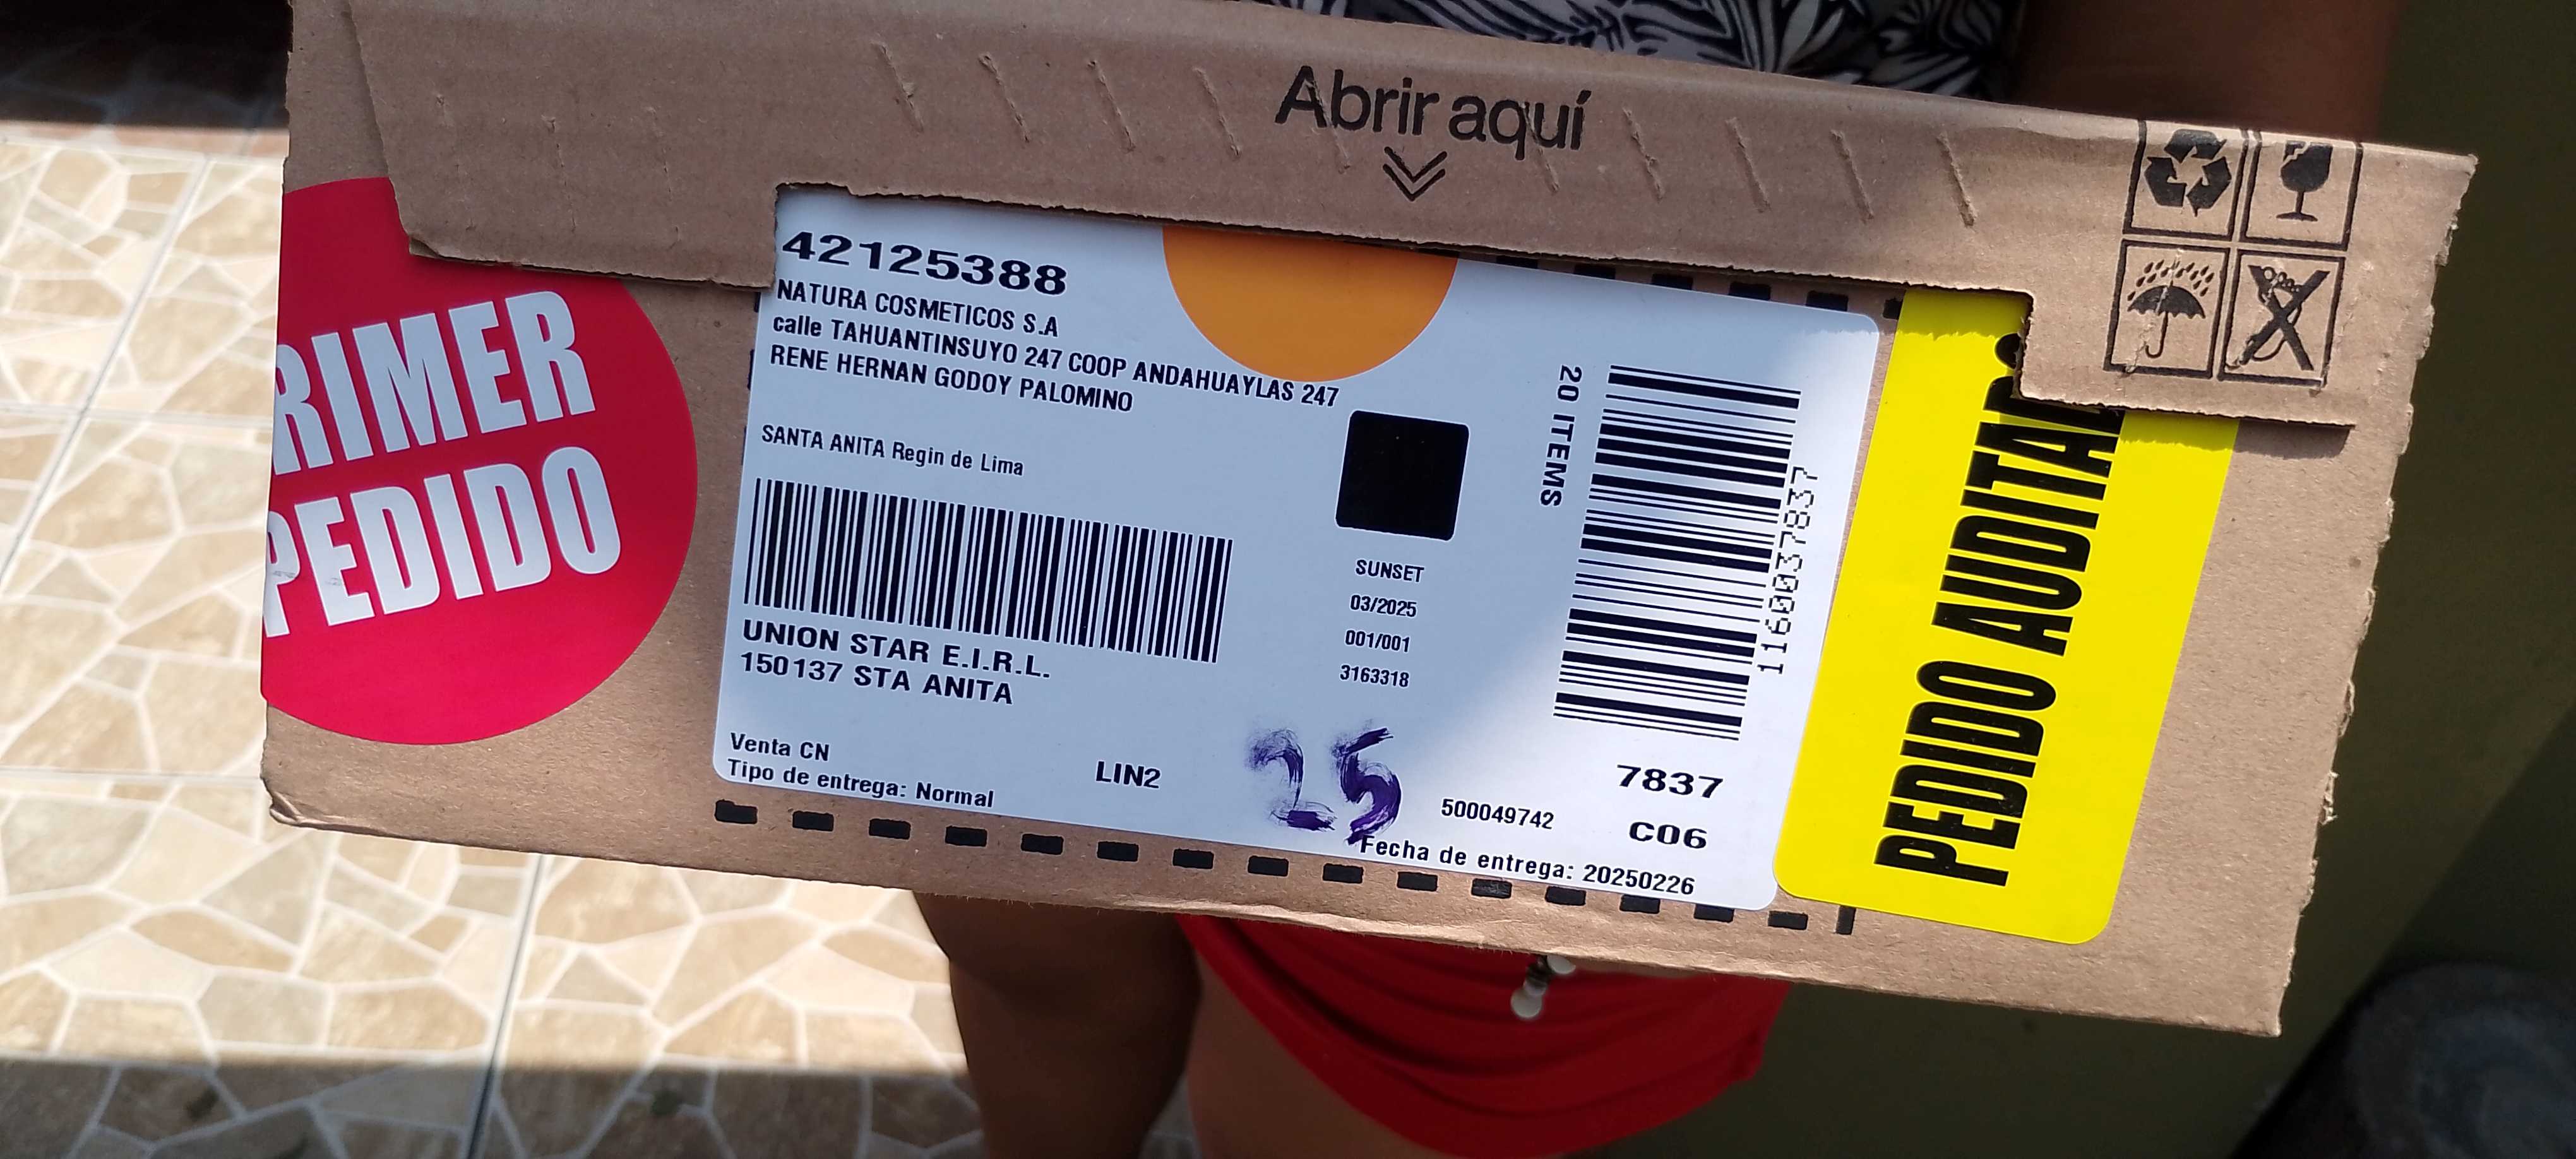 Abrir aquí
RIMER
PEDIDO
42125388
NATURA COSMETICOS S.A
calle TAHUANTINSUYO 247 COOP ANDAHUAYLAS 247
RENE HERNAN GODOY PALOMINO
SANTA ANITA Regin de Lima
UNION STAR E.I.R.L.
150137 STA ANITA
Venta CN
Tipo de entrega: Normal
LIN2
SUNSET
03/2025
001/001
3163318
25
20 ITEMS
1160037837
7837
500049742
C06
Fecha de entrega: 20250226
PEDIDO AUDITAD